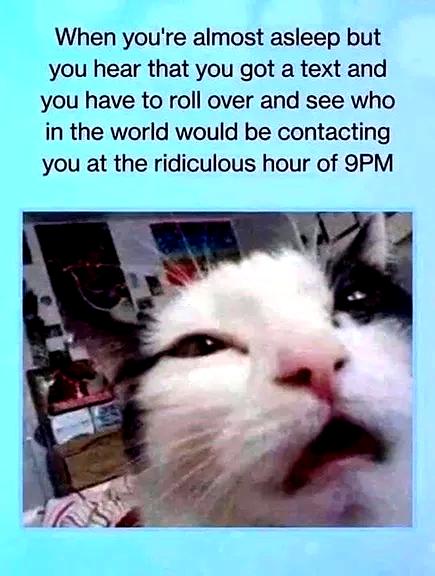 When you're almost asleep but
you hear that you got a text and
you have to roll over and see who
in the world would be contacting
you at the ridiculous hour of 9PM